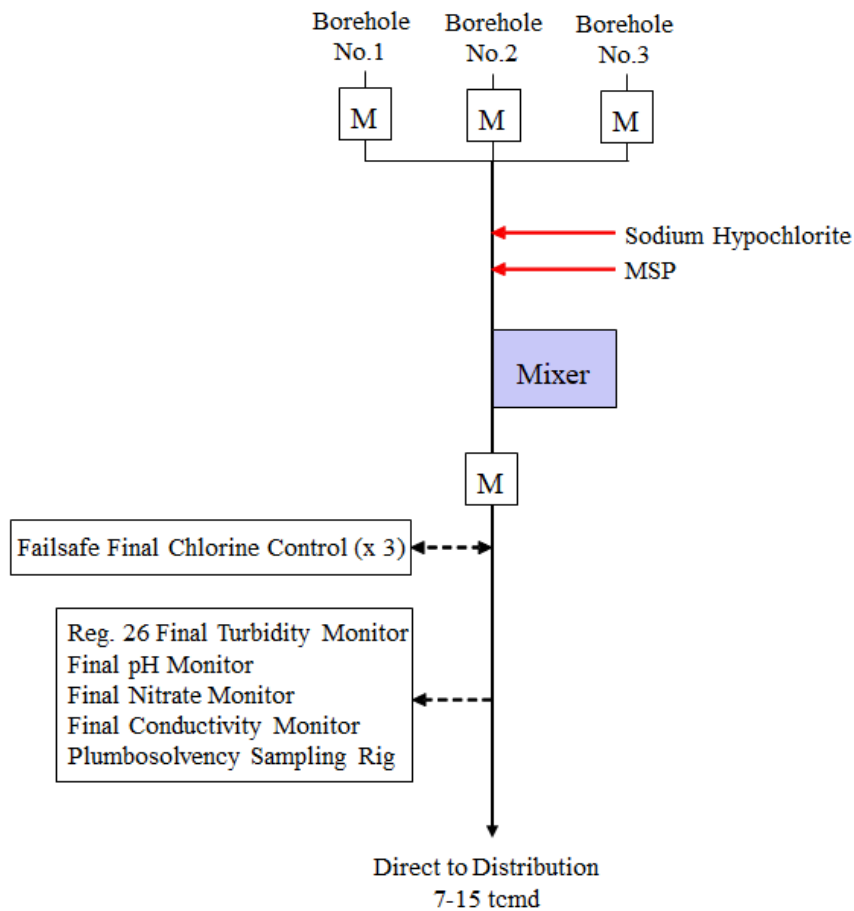 Borehole
No.1
Borehole
No.2
Borehole
No.3
M
M
M
Sodium Hypochlorite
MSP
Mixer
M
Failsafe Final Chlorine Control (x 3)
Reg. 26 Final Turbidity Monitor
Final pH Monitor
Final Nitrate Monitor
Final Conductivity Monitor
Plumbosolvency Sampling Rig
Direct to Distribution
7-15 tcmd